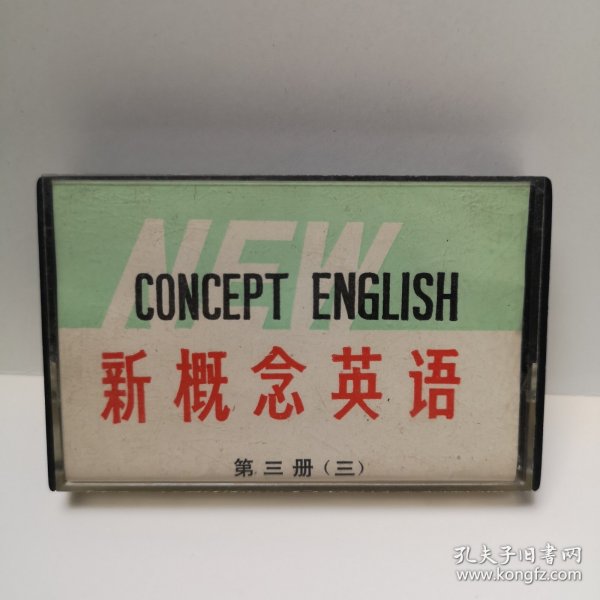 NEW
CONCEPT ENGLISH
新概念英语
第三册(三)
孔夫子旧书网
www.kongfz.com